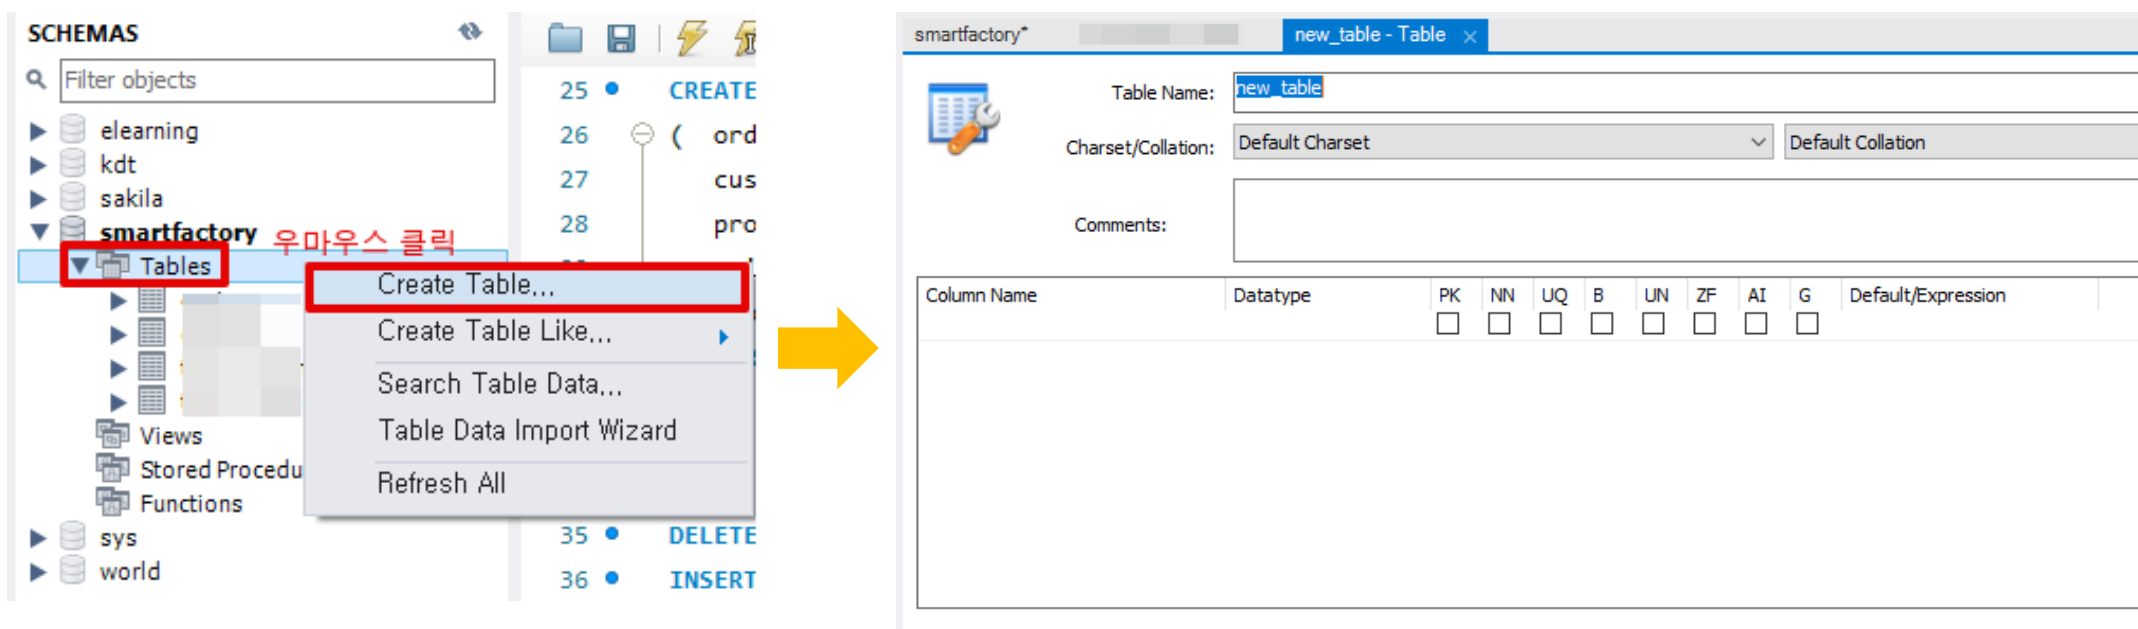 SCHEMAS
Filter objects
elearning
kdt
sakila
smartfactory
우마우스 클릭
Tables
Views
Stored Procedu
Functions
sys
world
Create Table...
Create Table Like...
Search Table Data...
Table Data Import Wizard
Refresh All
25 CREATE
26 ( ord
27 cus
28 pro
35 DELETE
36 INSERT
smartfactory*
new_table - Table ×
Table Name: new_table
Charset/Collation: Default Charset Default Collation
Comments:
Column Name Datatype PK NN UQ B UN ZF AI G Default/Expression